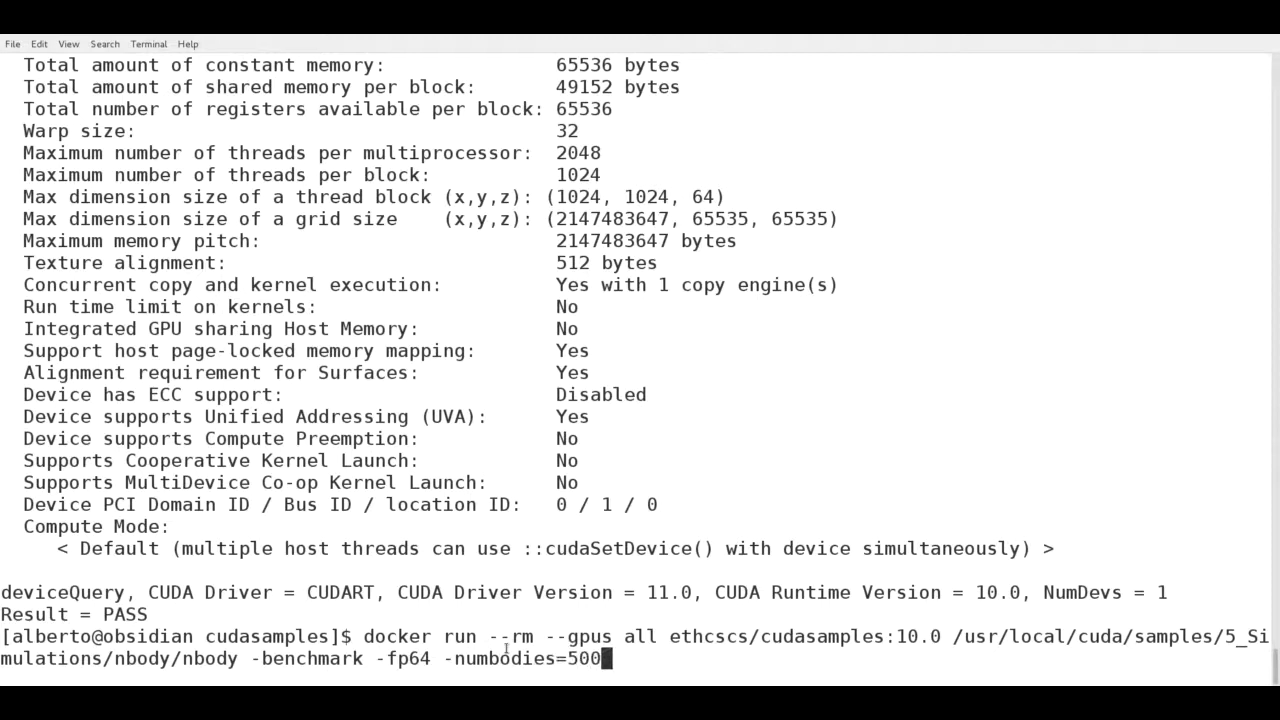 File Edit View Search Terminal Help
Total amount of constant memory: 65536 bytes
Total amount of shared memory per block: 49152 bytes
Total number of registers available per block: 65536
Warp size: 32
Maximum number of threads per multiprocessor: 2048
Maximum number of threads per block: 1024
Max dimension size of a thread block (x,y,z): (1024, 1024, 64)
Max dimension size of a grid size (x,y,z): (2147483647, 65535, 65535)
Maximum memory pitch: 2147483647 bytes
Texture alignment: 512 bytes
Concurrent copy and kernel execution: Yes with 1 copy engine(s)
Run time limit on kernels: No
Integrated GPU sharing Host Memory: No
Support host page-locked memory mapping: Yes
Alignment requirement for Surfaces: Yes
Device has ECC support: Disabled
Device supports Unified Addressing (UVA): Yes
Device supports Compute Preemption: No
Supports Cooperative Kernel Launch: No
Supports MultiDevice Co-op Kernel Launch: No
Device PCI Domain ID / Bus ID / location ID: 0 / 1 / 0
Compute Mode:
< Default (multiple host threads can use ::cudaSetDevice() with device simultaneously) >
deviceQuery, CUDA Driver = CUDART, CUDA Driver Version = 11.0, CUDA Runtime Version = 10.0, NumDevs = 1
Result = PASS
[alberto@obsidian cudasamples]$ docker run --rm --gpus all ethcscs/cudasamples:10.0 /usr/local/cuda/samples/5_Si
mulations/nbody/nbody -benchmark -fp64 -numbodies=500